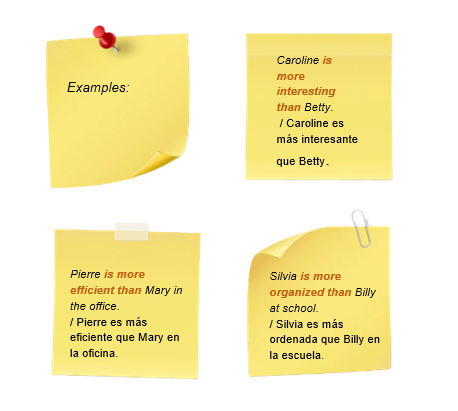 Examples:
Caroline is
more
interesting
than Betty.
/ Caroline es
más interesante
que Betty.
Pierre is more
efficient than Mary in
the office.
/ Pierre es más
eficiente que Mary en
la oficina.
Silvia is more
organized than Billy
at school.
/ Silvia es más
ordenada que Billy en
la escuela.